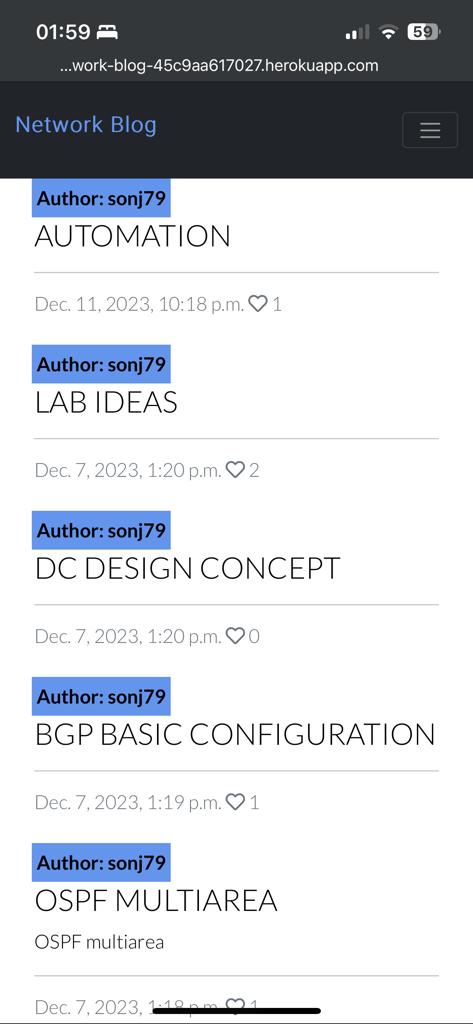 01:59
59
...work-blog-45c9aa617027.herokuapp.com
Network Blog
Author: sonj79
AUTOMATION
Dec. 11, 2023, 10:18 p.m. 1
Author: sonj79
LAB IDEAS
Dec. 7, 2023, 1:20 p.m. 2
Author: sonj79
DC DESIGN CONCEPT
Dec. 7, 2023, 1:20 p.m. 0
Author: sonj79
BGP BASIC CONFIGURATION
Dec. 7, 2023, 1:19 p.m. 1
Author: sonj79
OSPF MULTIAREA
OSPF multiarea
Dec. 7, 2023, 1:18 p.m. 1